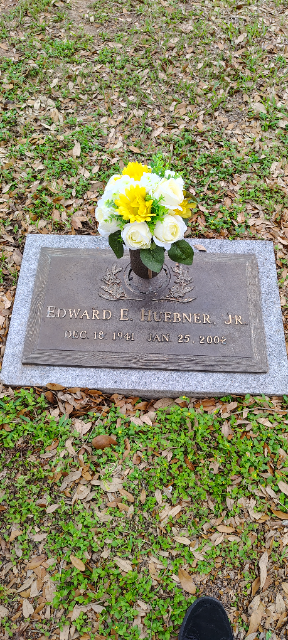 EDWARD E. HUEBNER, JR.
DEC. 18, 1941 JAN. 25, 2002